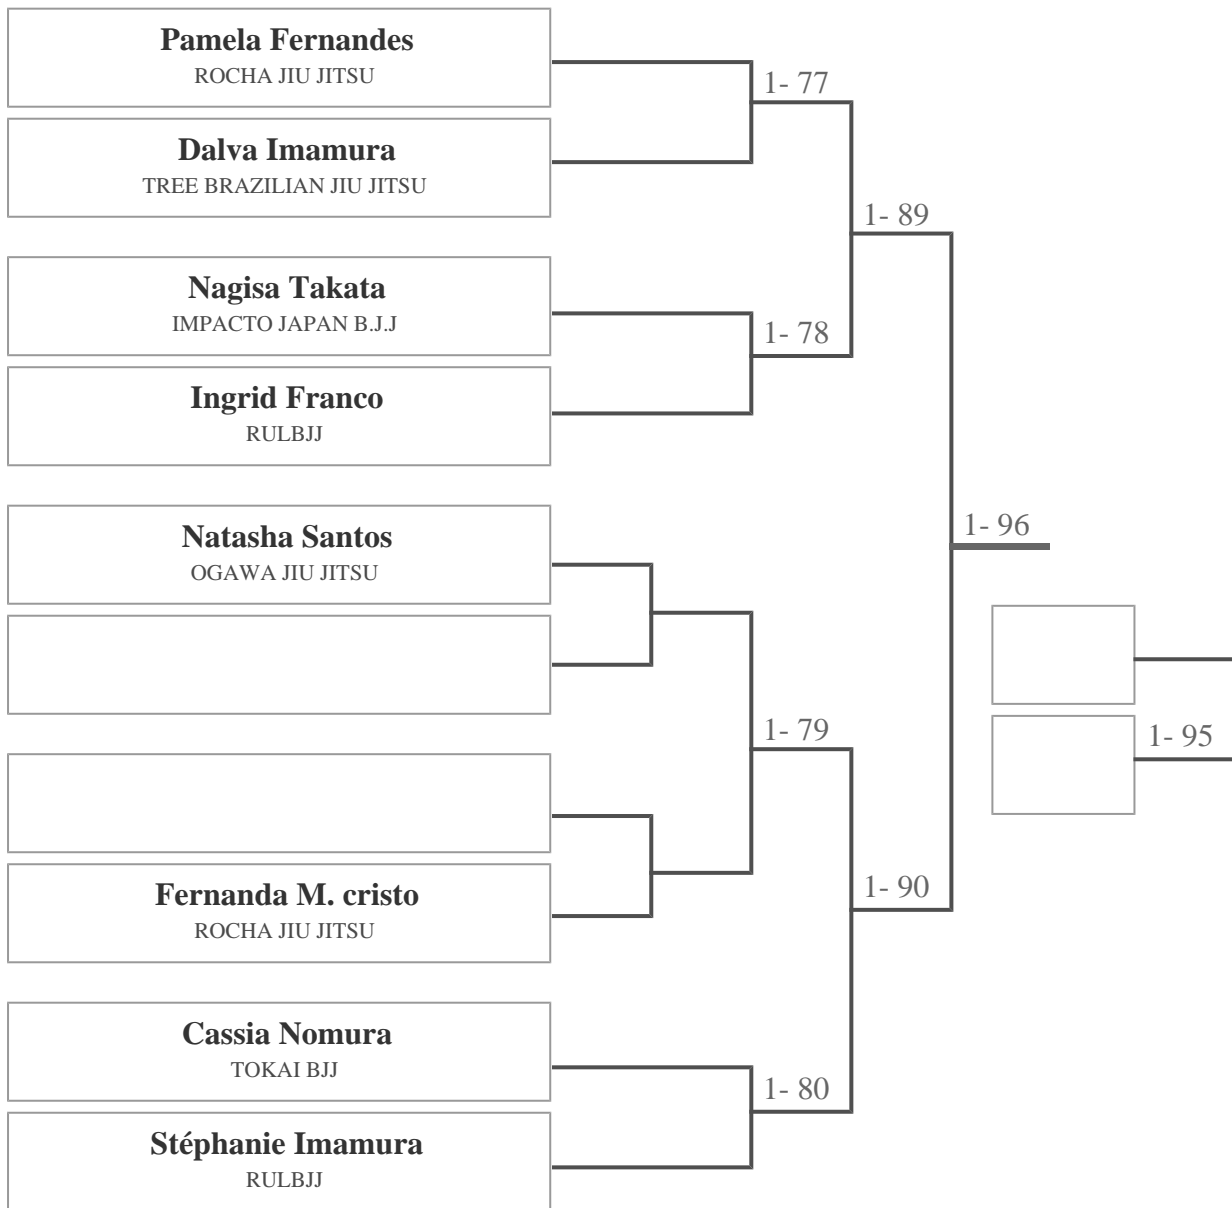 Pamela Fernandes
ROCHA JIU JITSU
1- 77
Dalva Imamura
TREE BRAZILIAN JIU JITSU
1- 89
Nagisa Takata
IMPACTO JAPAN B.J.J
1- 78
Ingrid Franco
RULBJJ
Natasha Santos
OGAWA JIU JITSU
1- 96
1- 79
1- 95
Fernanda M. cristo
ROCHA JIU JITSU
1- 90
Cassia Nomura
TOKAI BJJ
1- 80
Stéphanie Imamura
RULBJJ